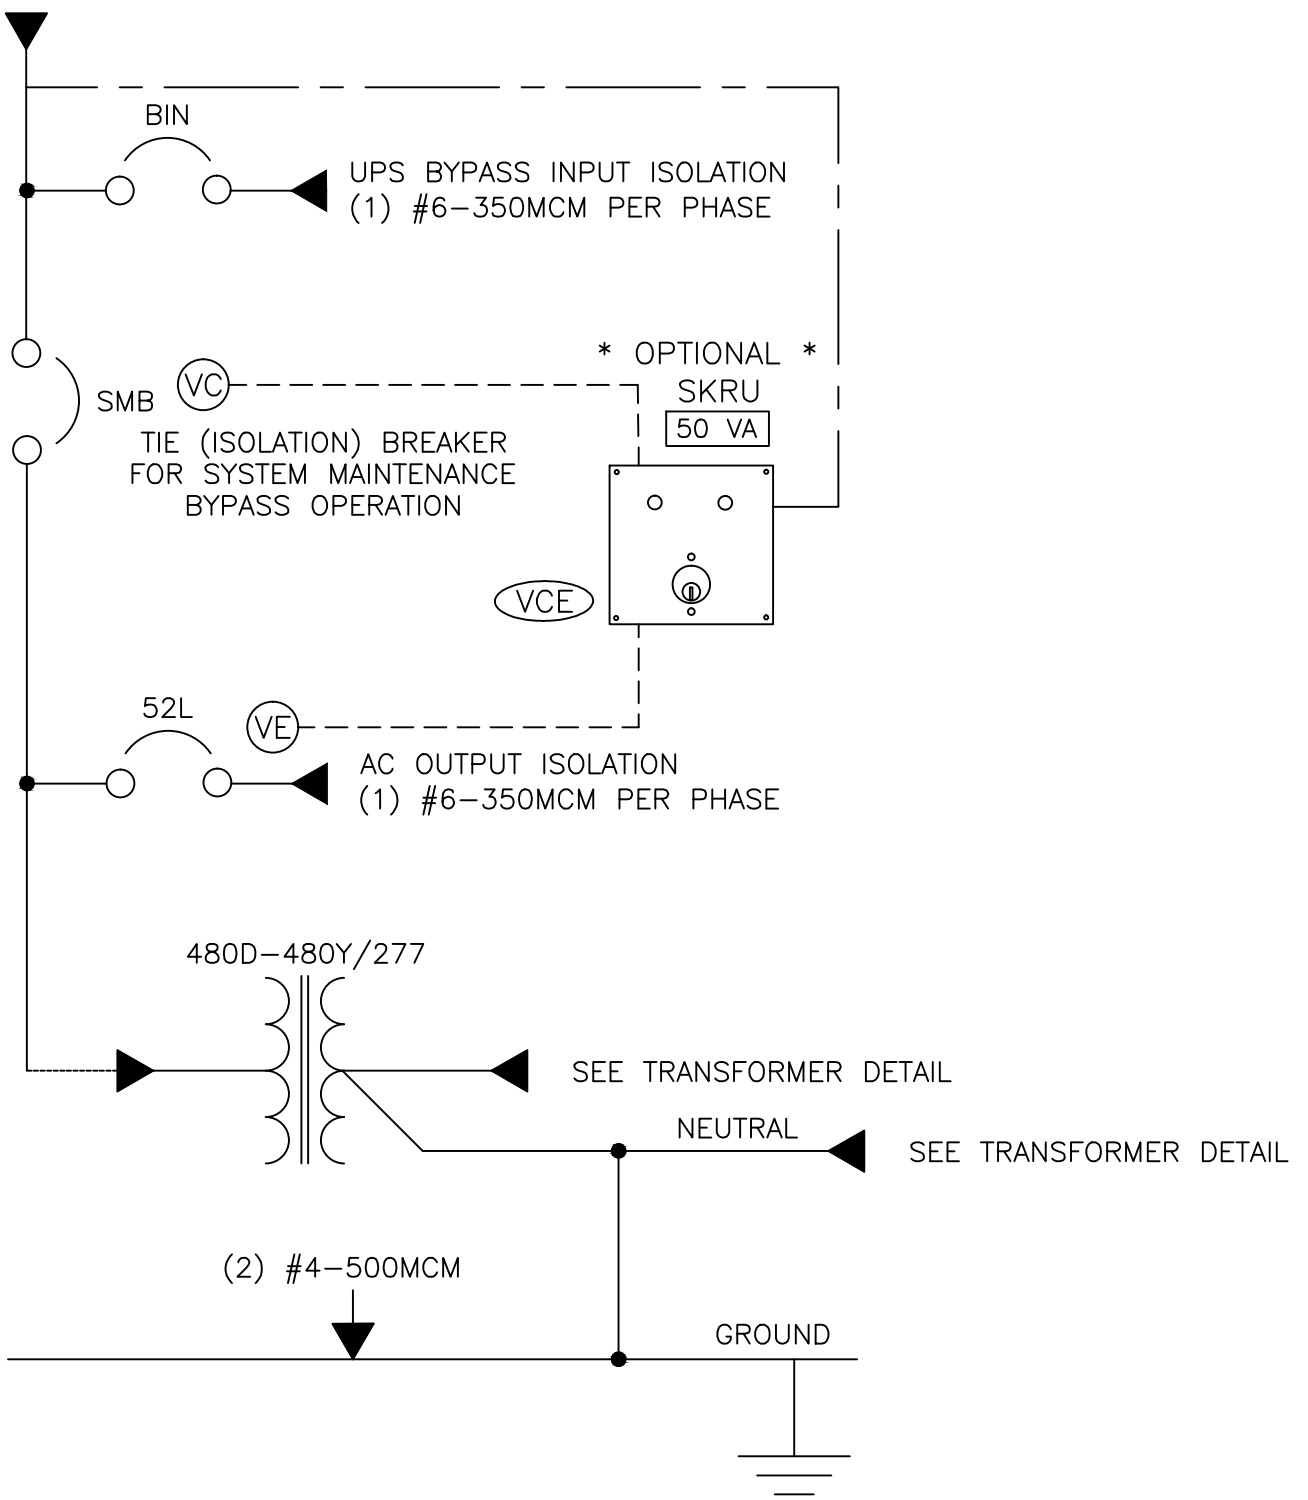 BIN
UPS BYPASS INPUT ISOLATION
(1) #6-350MCM PER PHASE
* OPTIONAL *
SKRU
50 VA
SMB
VC
TIE (ISOLATION) BREAKER
FOR SYSTEM MAINTENANCE
BYPASS OPERATION
VCE
52L
VE
AC OUTPUT ISOLATION
(1) #6-350MCM PER PHASE
480D-480Y/277
SEE TRANSFORMER DETAIL
NEUTRAL
SEE TRANSFORMER DETAIL
(2) #4-500MCM
GROUND